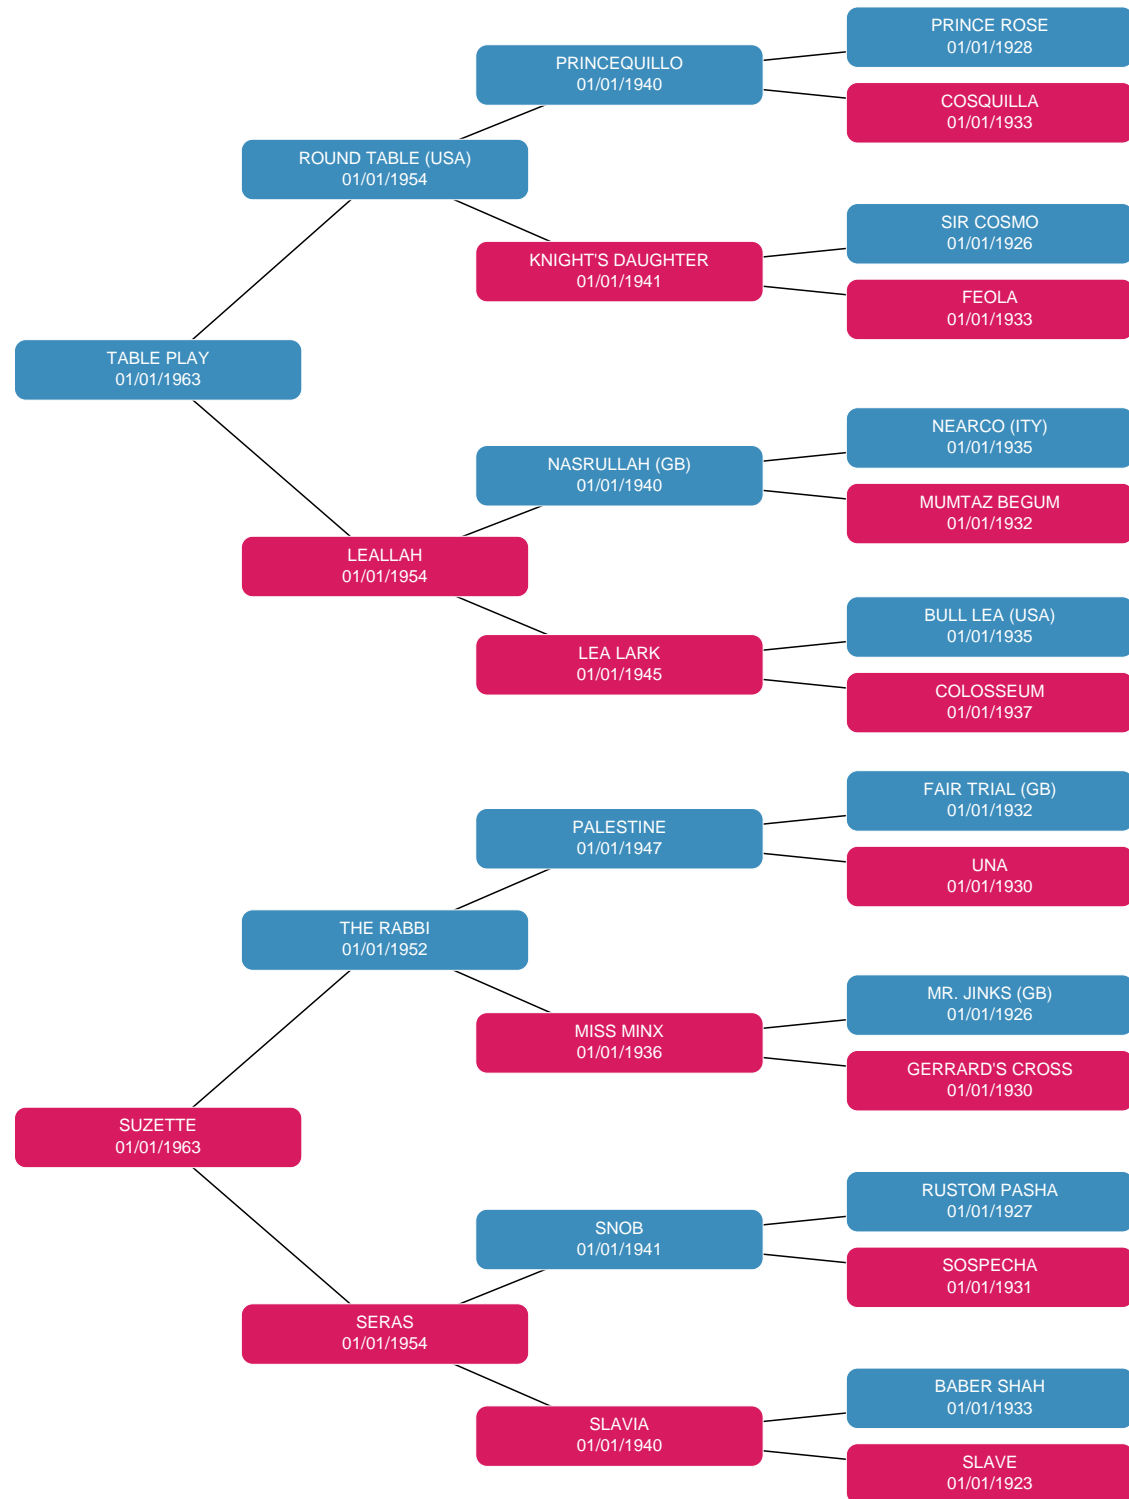 PRINCE ROSE
01/01/1928
PRINCEQUILLO
01/01/1940
COSQUILLA
01/01/1933
ROUND TABLE (USA)
01/01/1954
SIR COSMO
01/01/1926
KNIGHT'S DAUGHTER
01/01/1941
FEOLA
01/01/1933
TABLE PLAY
01/01/1963
NEARCO (ITY)
01/01/1935
NASRULLAH (GB)
01/01/1940
MUMTAZ BEGUM
01/01/1932
LEALLAH
01/01/1954
BULL LEA (USA)
01/01/1935
LEA LARK
01/01/1945
COLOSSEUM
01/01/1937
FAIR TRIAL (GB)
01/01/1932
PALESTINE
01/01/1947
UNA
01/01/1930
THE RABBI
01/01/1952
MR. JINKS (GB)
01/01/1926
MISS MINX
01/01/1936
GERRARD'S CROSS
01/01/1930
SUZETTE
01/01/1963
RUSTOM PASHA
01/01/1927
SNOB
01/01/1941
SOSPECHA
01/01/1931
SERAS
01/01/1954
BABER SHAH
01/01/1933
SLAVIA
01/01/1940
SLAVE
01/01/1923